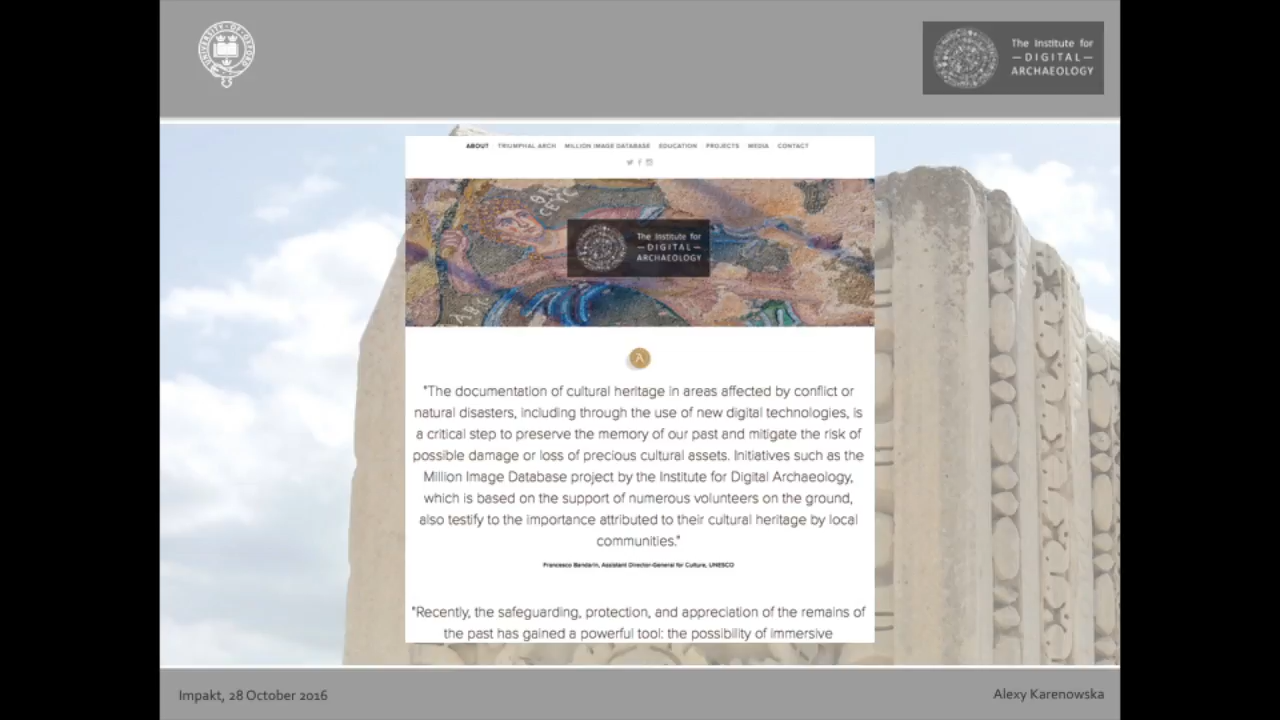 UNIVERSITY · OF · OXFORD
The Institute for
—DIGITAL—
ARCHAEOLOGY
ABOUT TRIUMPHAL ARCH MILLION IMAGE DATABASE EDUCATION PROJECTS MEDIA CONTACT
The Institute for
—DIGITAL—
ARCHAEOLOGY
"The documentation of cultural heritage in areas affected by conflict or
natural disasters, including through the use of new digital technologies, is
a critical step to preserve the memory of our past and mitigate the risk of
possible damage or loss of precious cultural assets. Initiatives such as the
Million Image Database project by the Institute for Digital Archaeology,
which is based on the support of numerous volunteers on the ground,
also testify to the importance attributed to their cultural heritage by local
communities."
Francesco Bandarin, Assistant Director-General for Culture, UNESCO
"Recently, the safeguarding, protection, and appreciation of the remains of
the past has gained a powerful tool: the possibility of immersive
Impakt, 28 October 2016
Alexy Karenowska